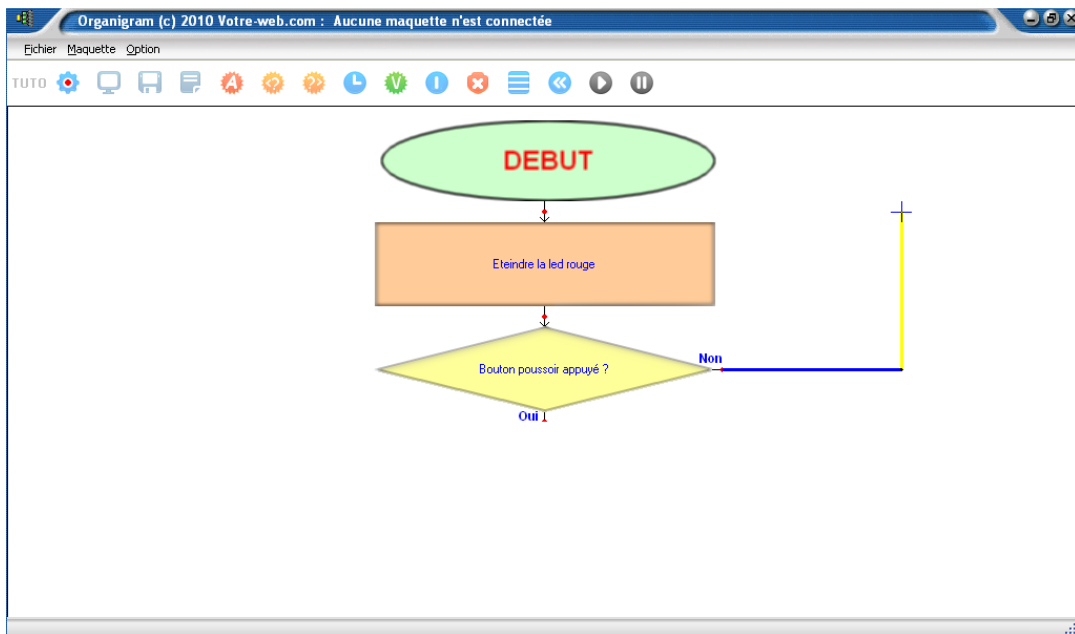 Organigram (c) 2010 Votre-web.com : Aucune maquette n'est connectée
Fichier Maquette Option
TUTO A ? ? V I
DEBUT
Eteindre la led rouge
Bouton poussoir appuyé ?
Non
Oui